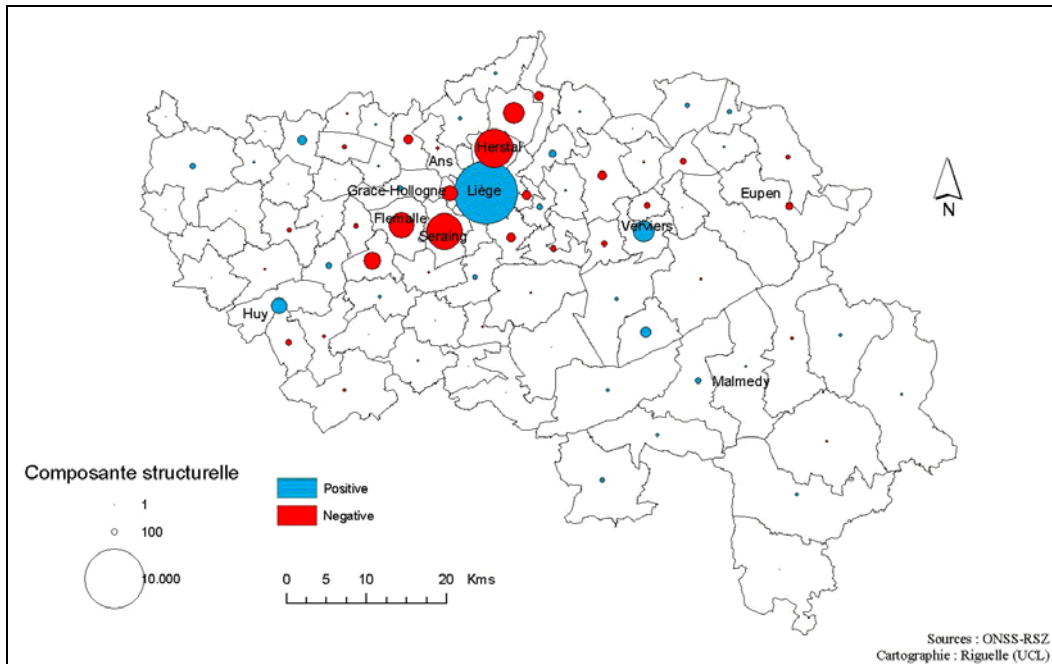 Herstal
Ans
Grace-Hollogne
Liège
Eupen
N
Flemalle
Seraing
Verviers
Huy
Malmedy
Composante structurelle
1
100
10.000
Positive
Negative
0 5 10 20 Kms
Sources : ONSS-RSZ
Cartographie : Riguelle (UCL)